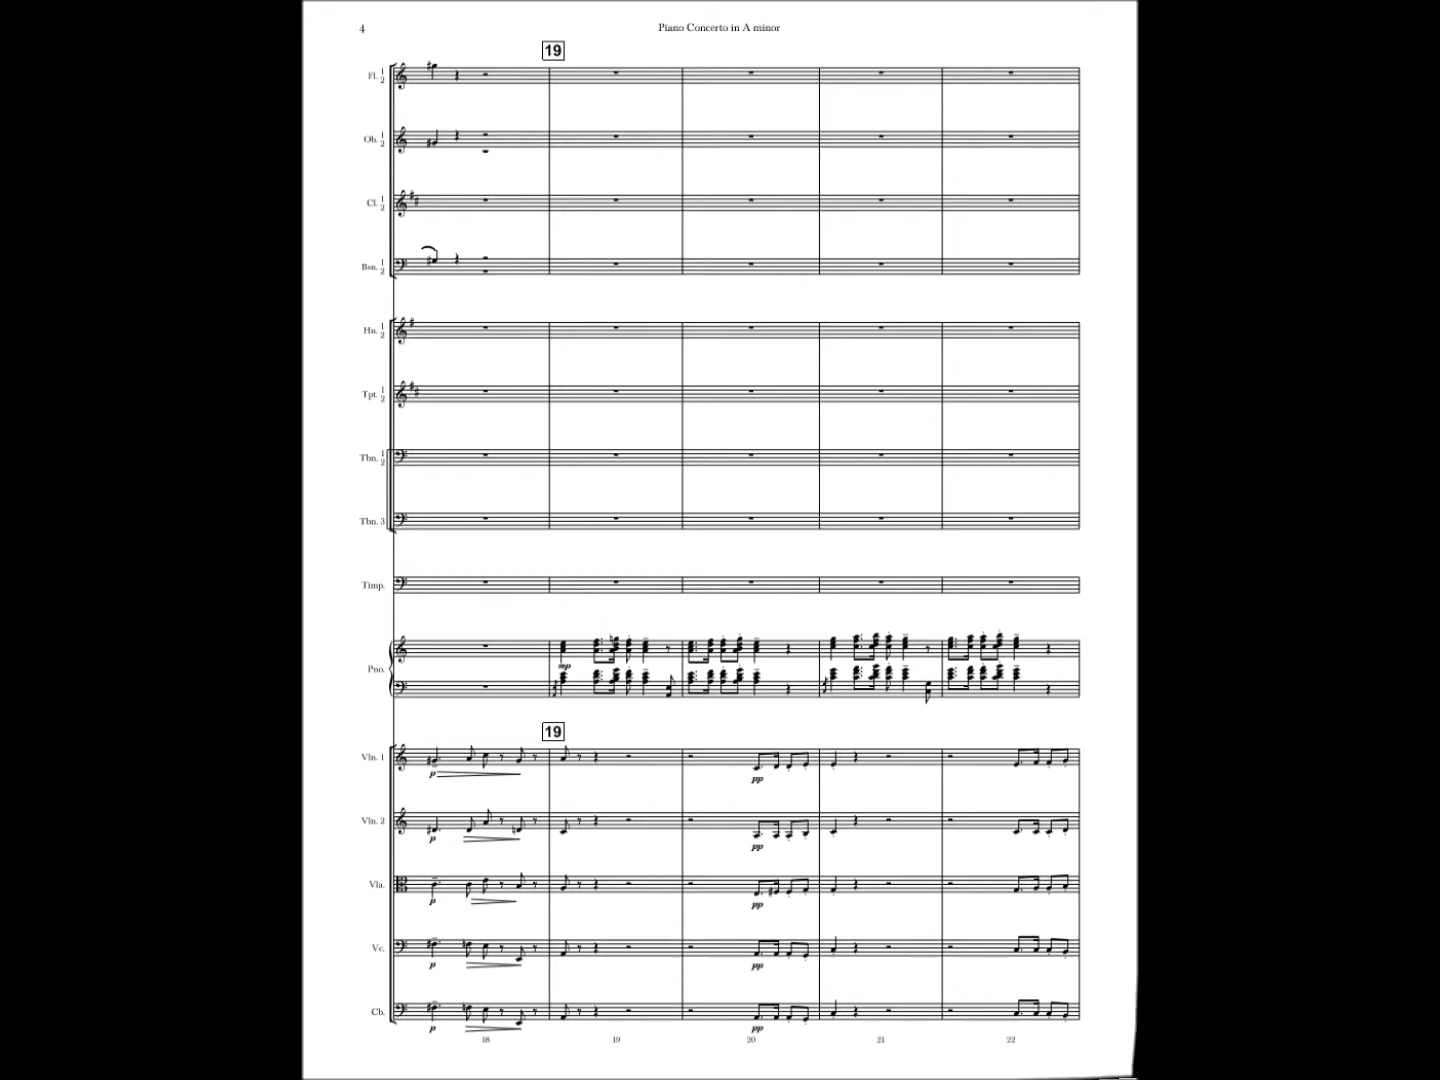 4
Piano Concerto in A minor
19
Fl. 1 2
Ob. 1 2
Cl. 1 2
Bsn. 1 2
Hn. 1 2
Tpt. 1 2
Tbn. 1 2
Tbn. 3
Timp.
Pno.
mp
19
Vln. 1
p
pp
Vln. 2
p
pp
Vla.
p
pp
Vc.
p
pp
Cb.
p
pp
18 19 20 21 22